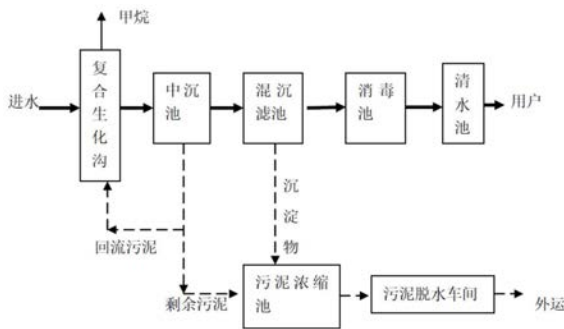 甲烷
进水
复合生化沟
中沉池
混沉滤池
消毒池
清水池
用户
沉淀物
回流污泥
剩余污泥
污泥浓缩池
污泥脱水车间
外运